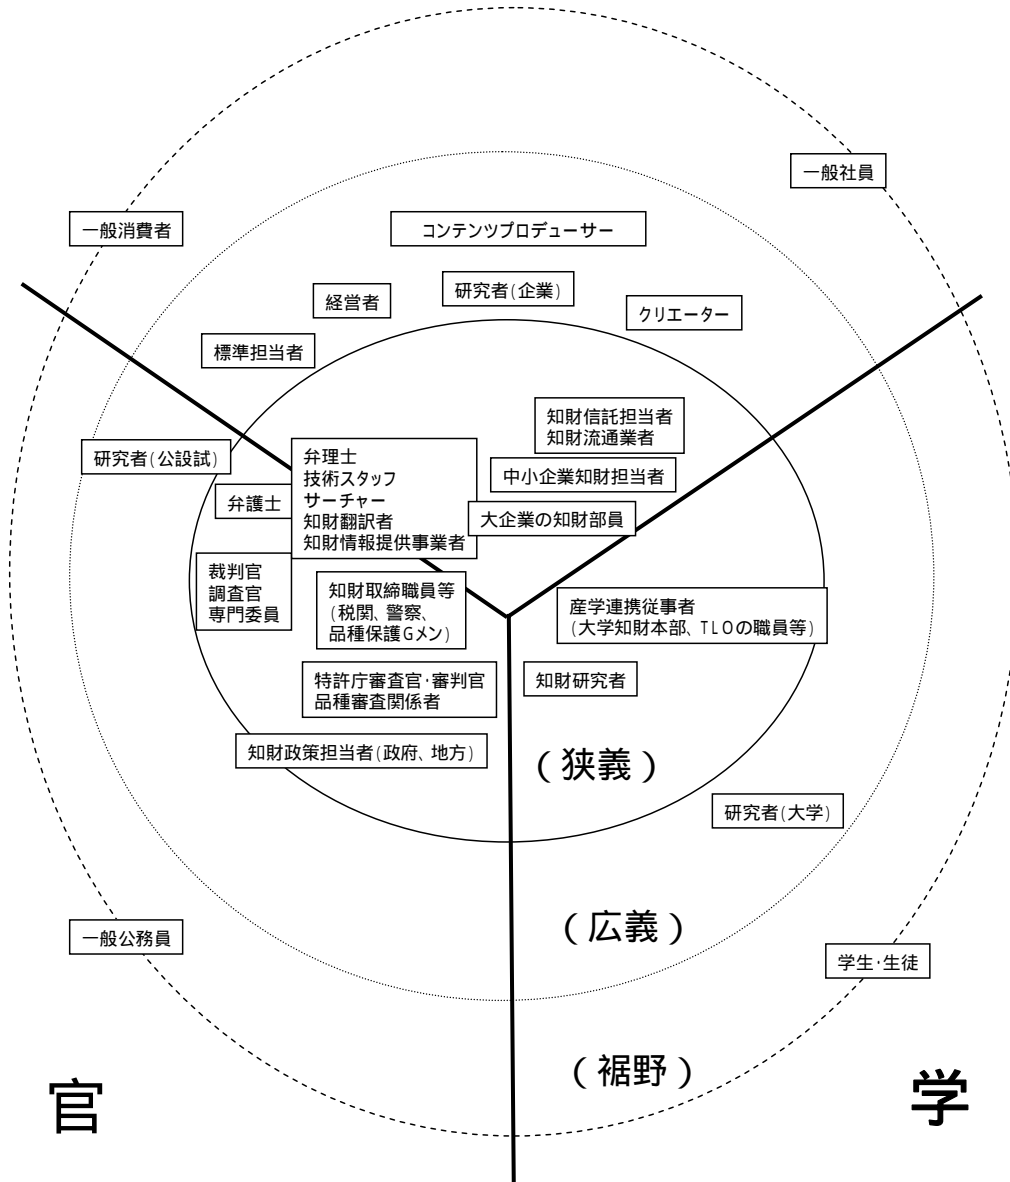 一般社員
一般消費者
コンテンツプロデューサー
研究者(企業)
経営者
クリエーター
標準担当者
知財信託担当者
知財流通業者
研究者(公設試)
弁理士
技術スタッフ
サーチャー
知財翻訳者
知財情報提供事業者
中小企業知財担当者
弁護士
大企業の知財部員
裁判官
調査官
専門委員
知財取締職員等
(税関、警察、
品種保護Gメン)
産学連携従事者
(大学知財本部、TLOの職員等)
特許庁審査官・審判官
品種審査関係者
知財研究者
知財政策担当者(政府、地方)
(狭義)
研究者(大学)
(広義)
一般公務員
学生・生徒
(裾野)
官
学